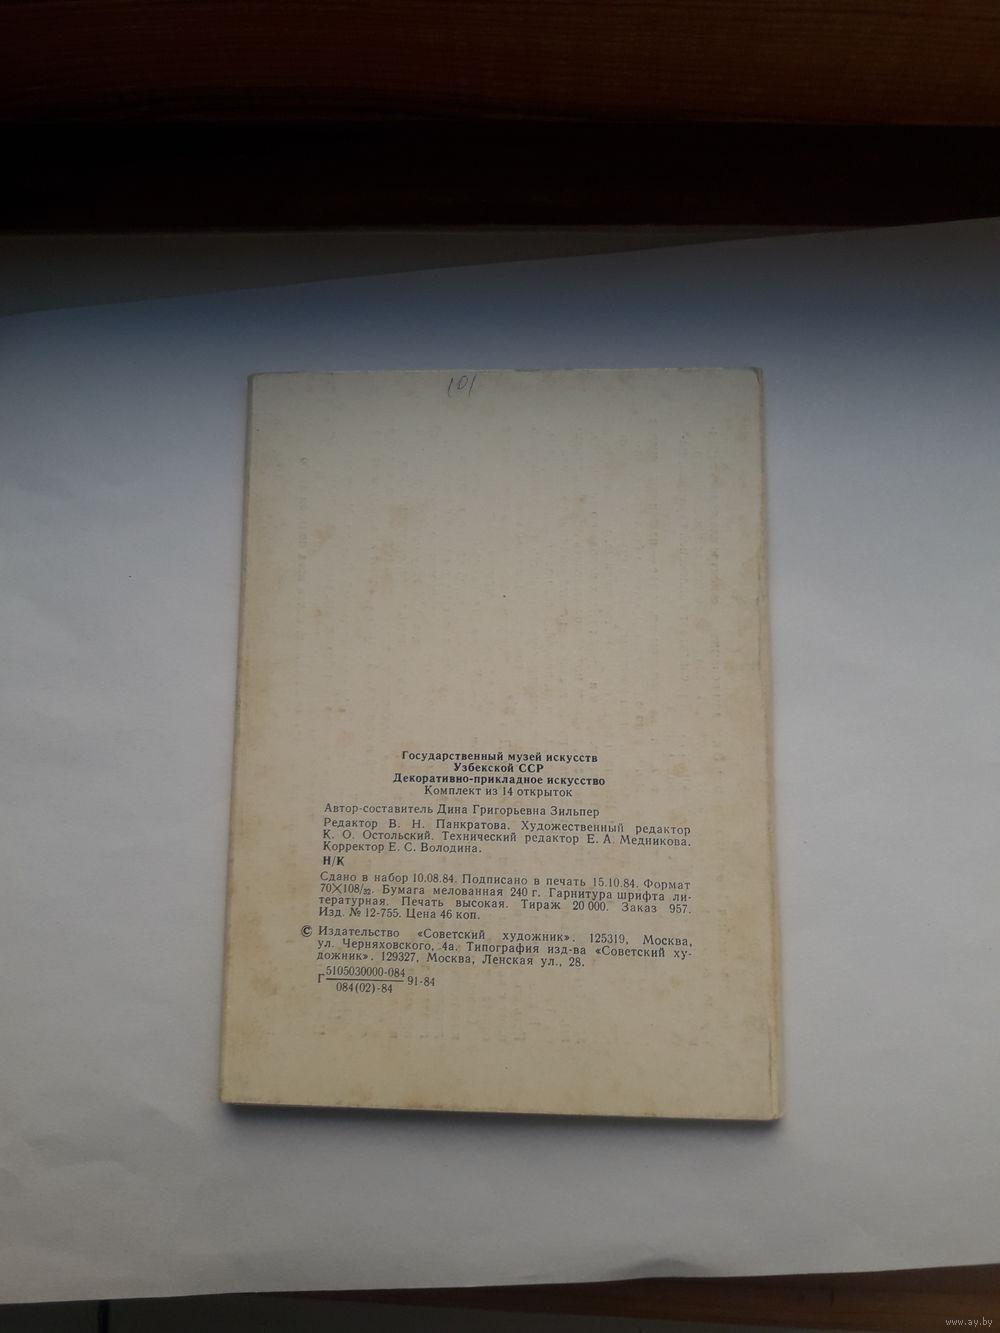 101
Государственный музей искусств
Узбекской ССР
Декоративно-прикладное искусство
Комплект из 14 открыток
Автор-составитель Дина Григорьевна Зильпер
Редактор В. Н. Панкратова. Художественный редактор
К. О. Остольский. Технический редактор Е. А. Медникова.
Корректор Е. С. Володина.
Н/К
Сдано в набор 10.08.84. Подписано в печать 15.10.84. Формат
70×108/32. Бумага мелованная 240 г. Гарнитура шрифта ли-
тературная. Печать высокая. Тираж 20 000. Заказ 957.
Изд. № 12-755. Цена 46 коп.
© Издательство «Советский художник». 125319, Москва,
ул. Черняховского, 4а. Типография изд-ва «Советский ху-
дожник». 129327, Москва, Ленская ул., 28.
Г 5105030000-084
084(02)-84 91-84
www.ay.by